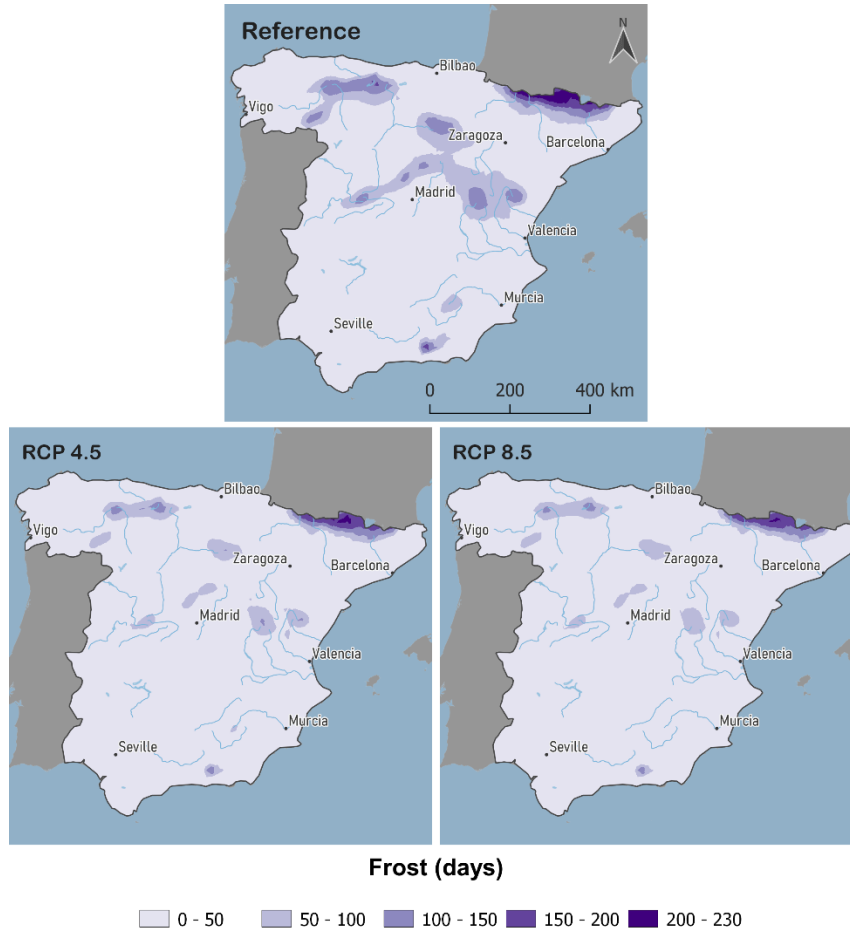 Reference
N
Bilbao
Vigo
Zaragoza
Barcelona
Madrid
Valencia
Murcia
Seville
0 200 400 km
RCP 4.5
Bilbao
Vigo
Zaragoza
Barcelona
Madrid
Valencia
Murcia
Seville
RCP 8.5
Bilbao
Vigo
Zaragoza
Barcelona
Madrid
Valencia
Murcia
Seville
Frost (days)
0 - 50 50 - 100 100 - 150 150 - 200 200 - 230